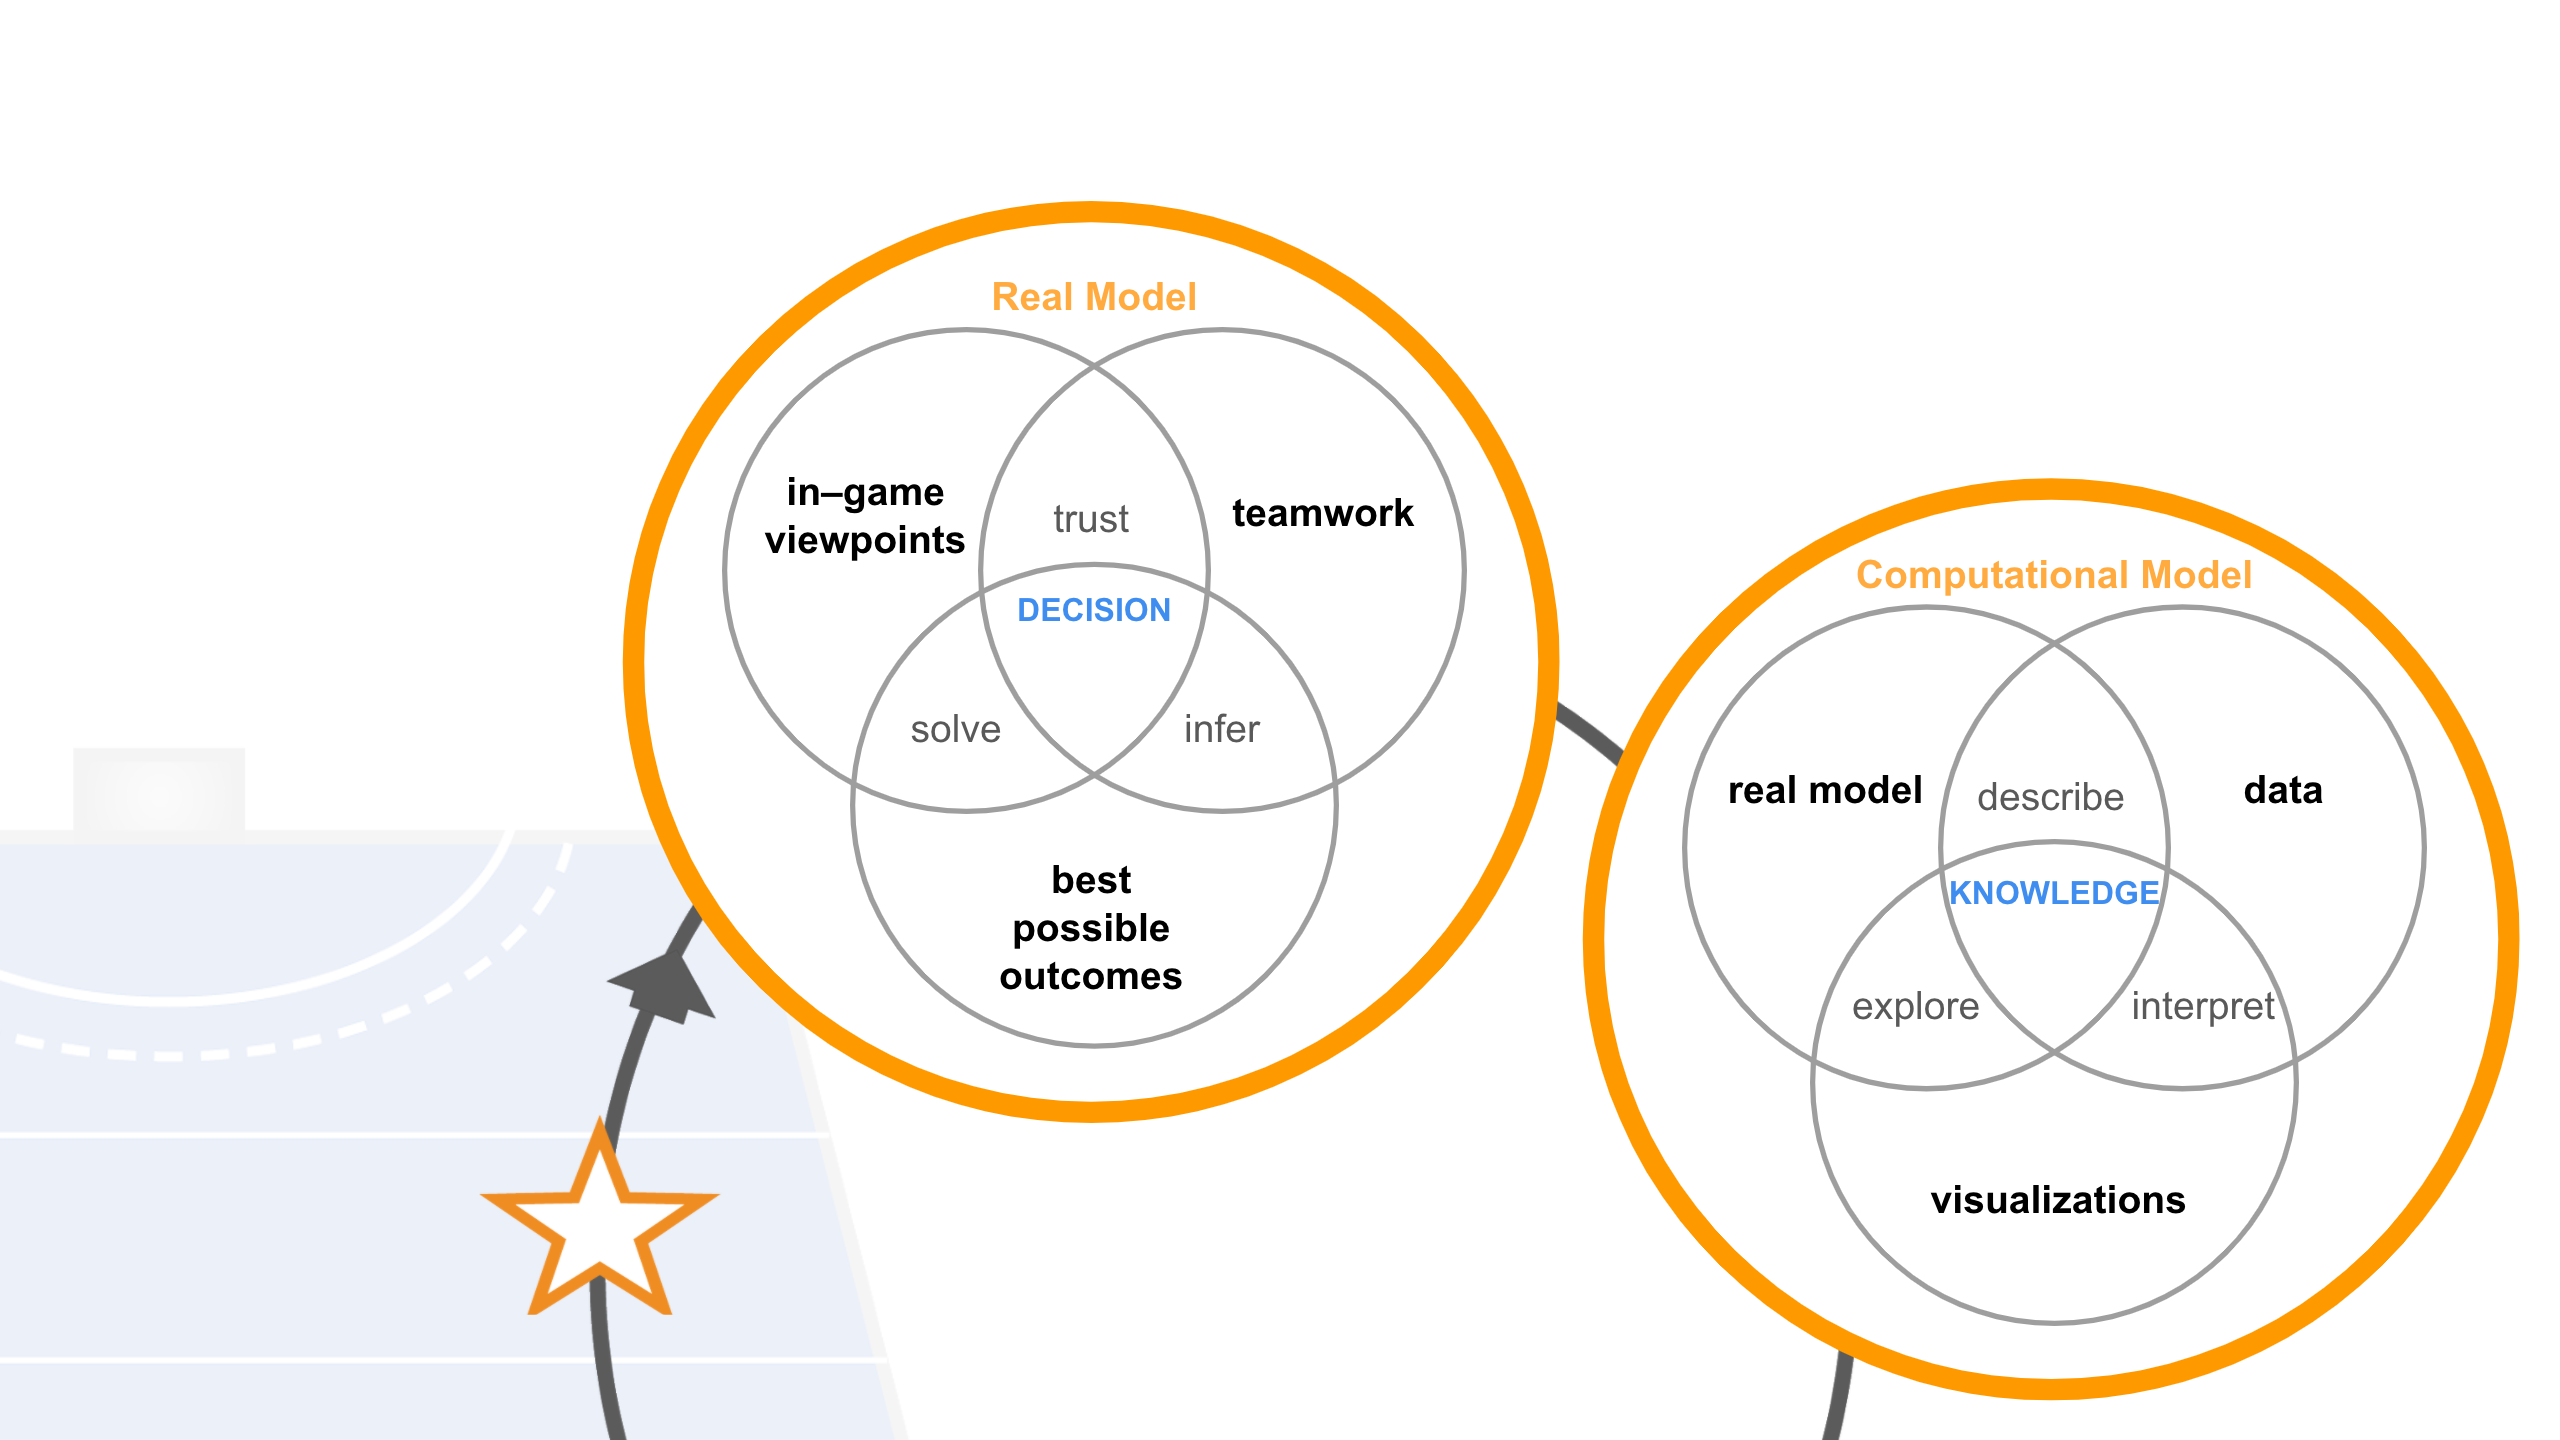 Real Model
in–game
viewpoints
trust
teamwork
DECISION
solve
infer
best
possible
outcomes
Computational Model
real model
describe
data
KNOWLEDGE
explore
interpret
visualizations